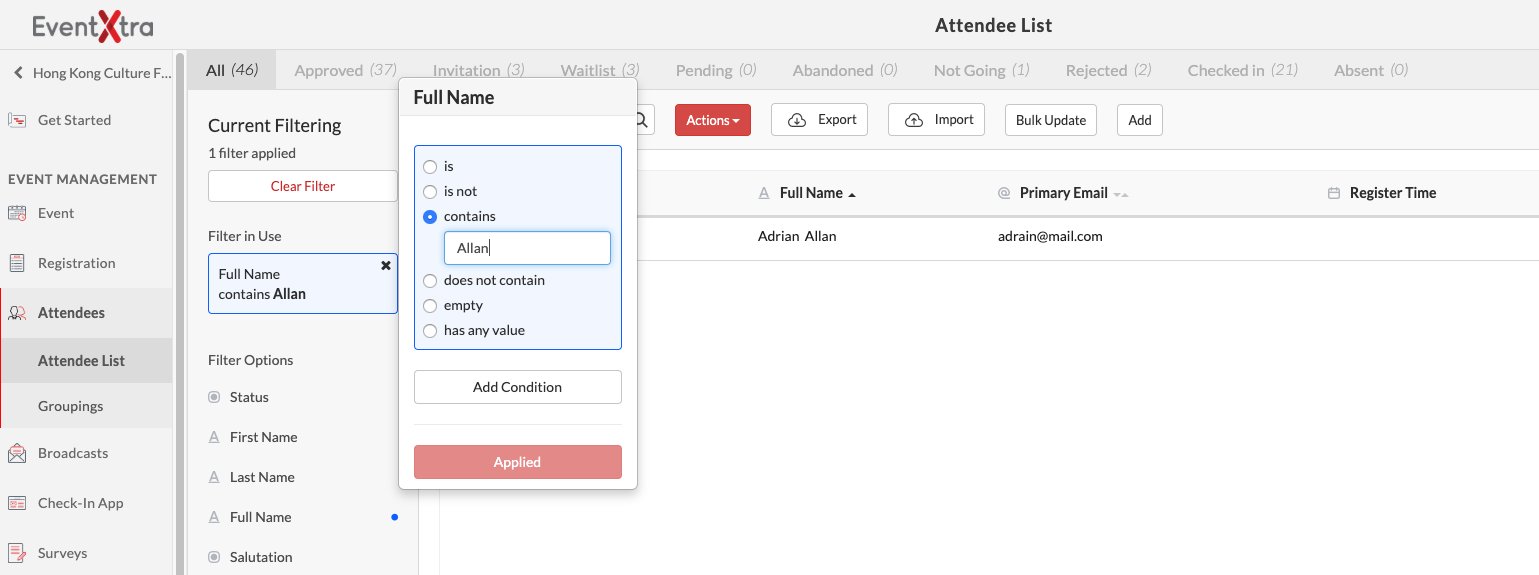 EventXtra
Attendee List
Hong Kong Culture F...
Get Started
EVENT MANAGEMENT
Event
Registration
Attendees
Attendee List
Groupings
Broadcasts
Check-In App
Surveys
All (46) Approved (37) Invitation (3) Waitlist (3) Pending (0) Abandoned (0) Not Going (1) Rejected (2) Checked in (21) Absent (0)
Current Filtering
1 filter applied
Clear Filter
Filter in Use
Full Name
contains Allan
Filter Options
Status
First Name
Last Name
Full Name
Salutation
Full Name
is
is not
contains
Allan
does not contain
empty
has any value
Add Condition
Applied
Actions Export Import Bulk Update Add
Full Name Primary Email Register Time
Adrian Allan adrain@mail.com